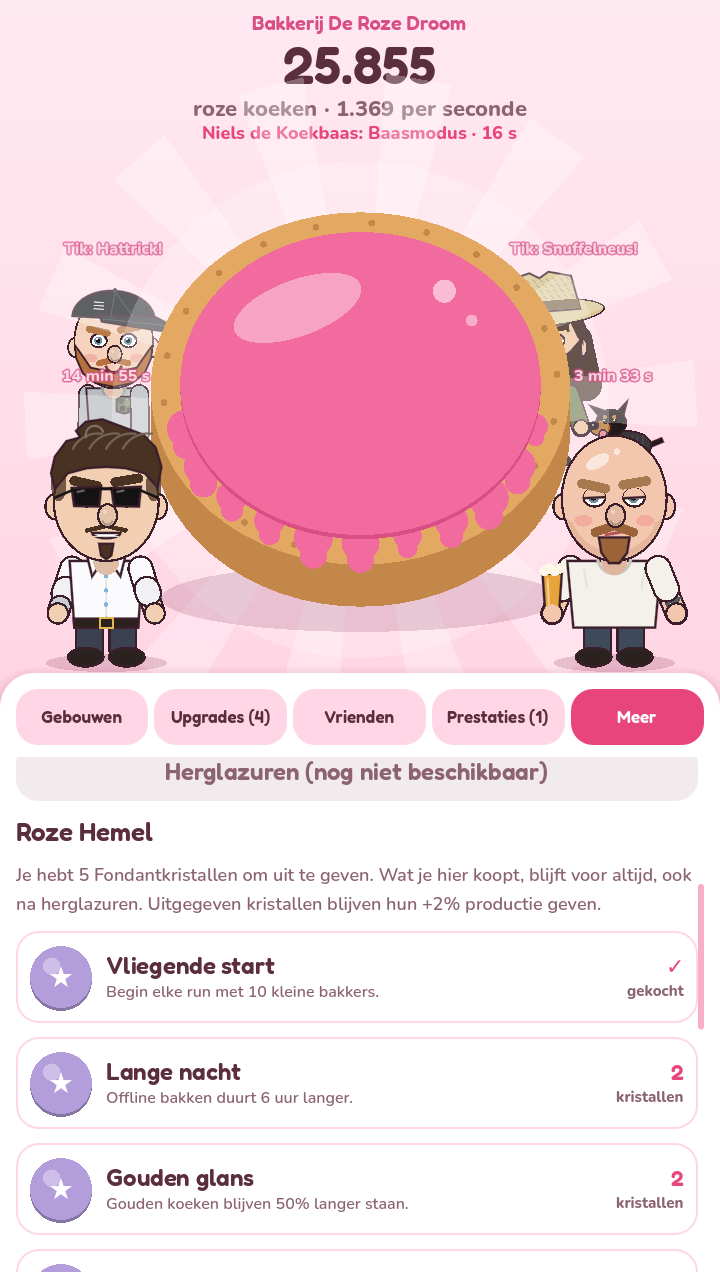 Bakkerij De Roze Droom
25.855
roze koeken · 1.369 per seconde
Niels de Koekbaas: Baasmodus · 16 s
Tik: Hattrick!
Tik: Snuffelneus!
14 min 55 s
3 min 33 s
Gebouwen
Upgrades (4)
Vrienden
Prestaties (1)
Meer
Herglazuren (nog niet beschikbaar)
Roze Hemel
Je hebt 5 Fondantkristallen om uit te geven. Wat je hier koopt, blijft voor altijd, ook
na herglazuren. Uitgegeven kristallen blijven hun +2% productie geven.
Vliegende start
Begin elke run met 10 kleine bakkers.
✓
gekocht
Lange nacht
Offline bakken duurt 6 uur langer.
2
kristallen
Gouden glans
Gouden koeken blijven 50% langer staan.
2
kristallen